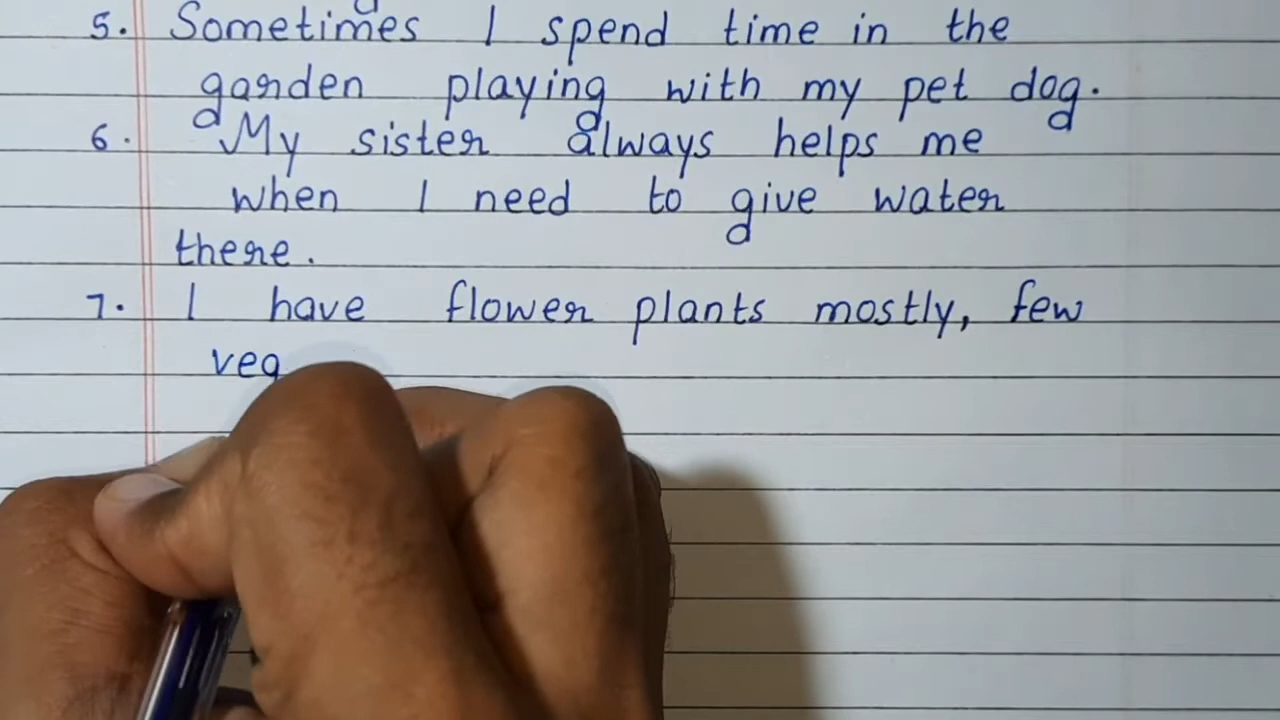 5. Sometimes I spend time in the
garden playing with my pet dog.
6. My sister always helps me
when I need to give water
there.
7. I have flower plants mostly, few
veg